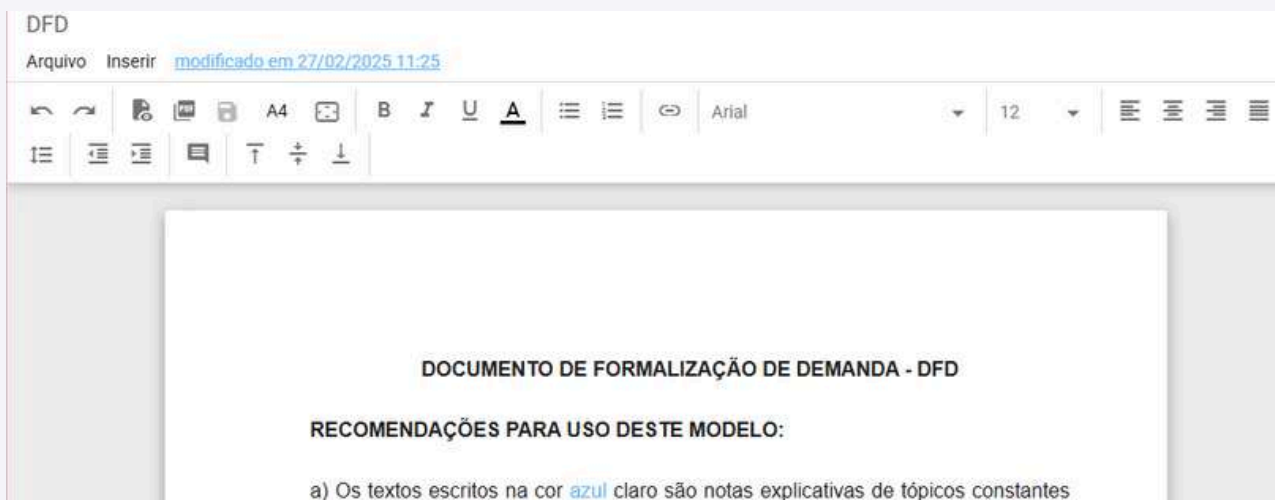 DFD
Arquivo Inserir modificado em 27/02/2025 11:25
PDF A4 B I U A Arial 12
DOCUMENTO DE FORMALIZAÇÃO DE DEMANDA - DFD
RECOMENDAÇÕES PARA USO DESTE MODELO:
a) Os textos escritos na cor azul claro são notas explicativas de tópicos constantes